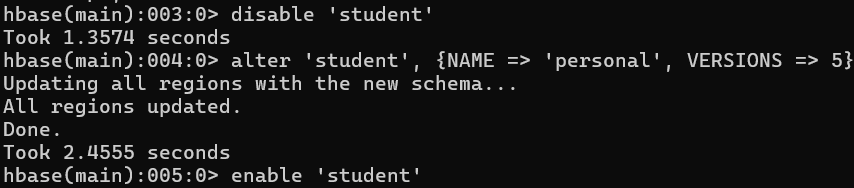 hbase(main):003:0> disable 'student'
Took 1.3574 seconds
hbase(main):004:0> alter 'student', {NAME => 'personal', VERSIONS => 5}
Updating all regions with the new schema...
All regions updated.
Done.
Took 2.4555 seconds
hbase(main):005:0> enable 'student'